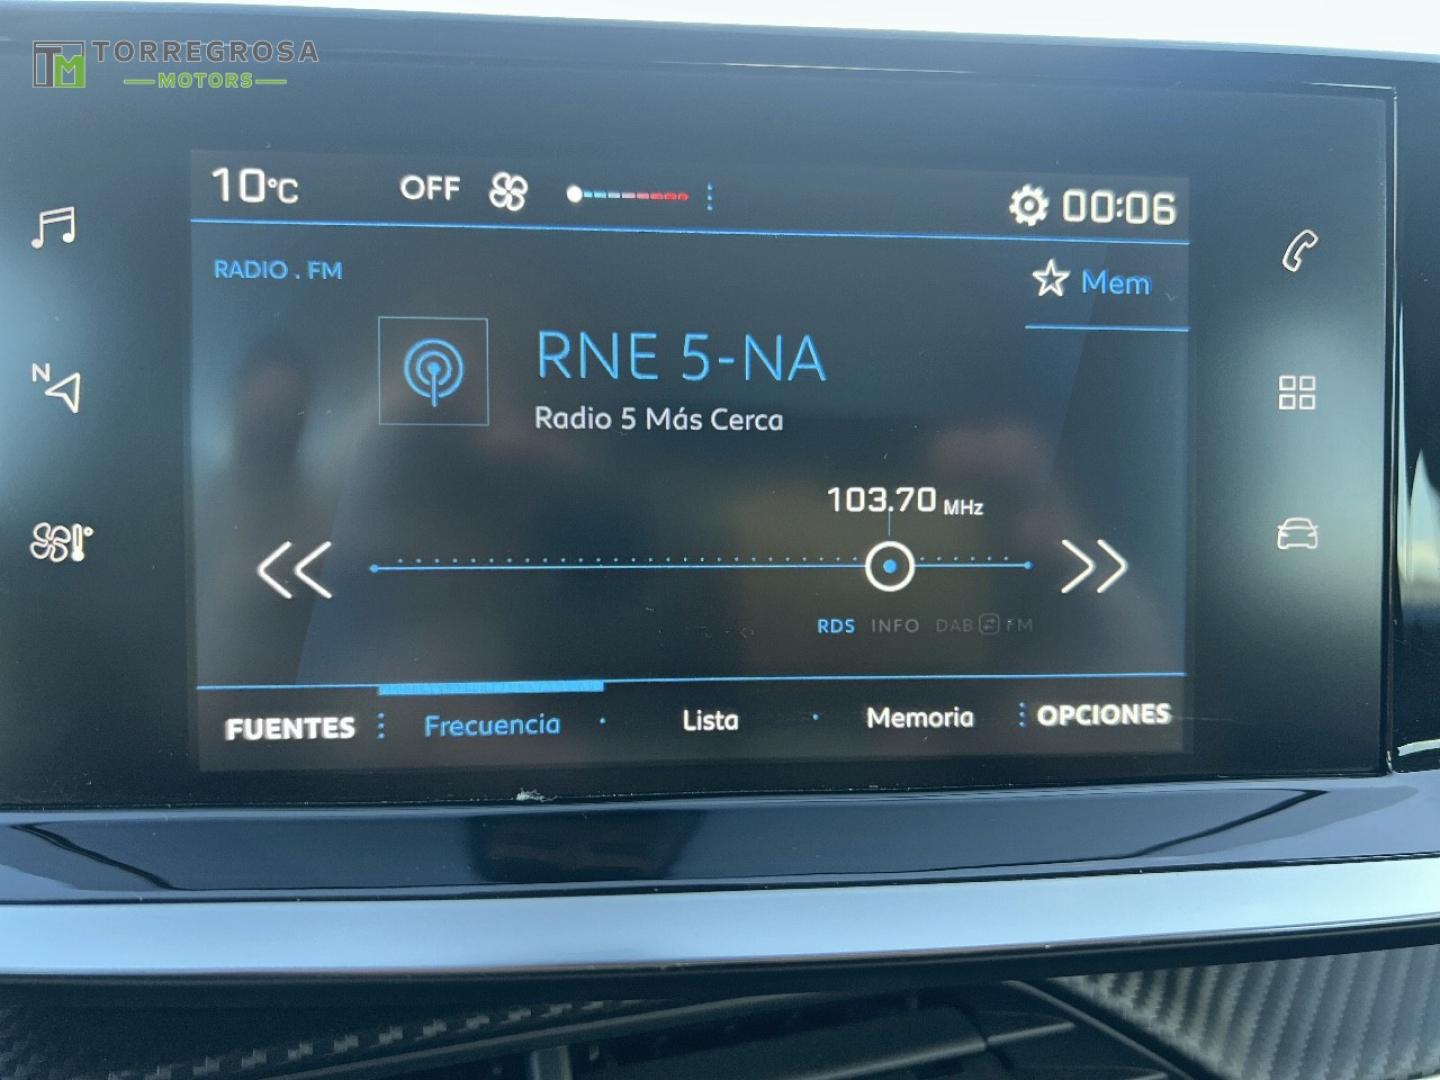 TM TORREGROSA
MOTORS
10°C OFF 00:06
RADIO . FM
Mem
RNE 5-NA
Radio 5 Más Cerca
N
103.70 MHz
RDS INFO DAB FM
FUENTES Frecuencia Lista Memoria OPCIONES